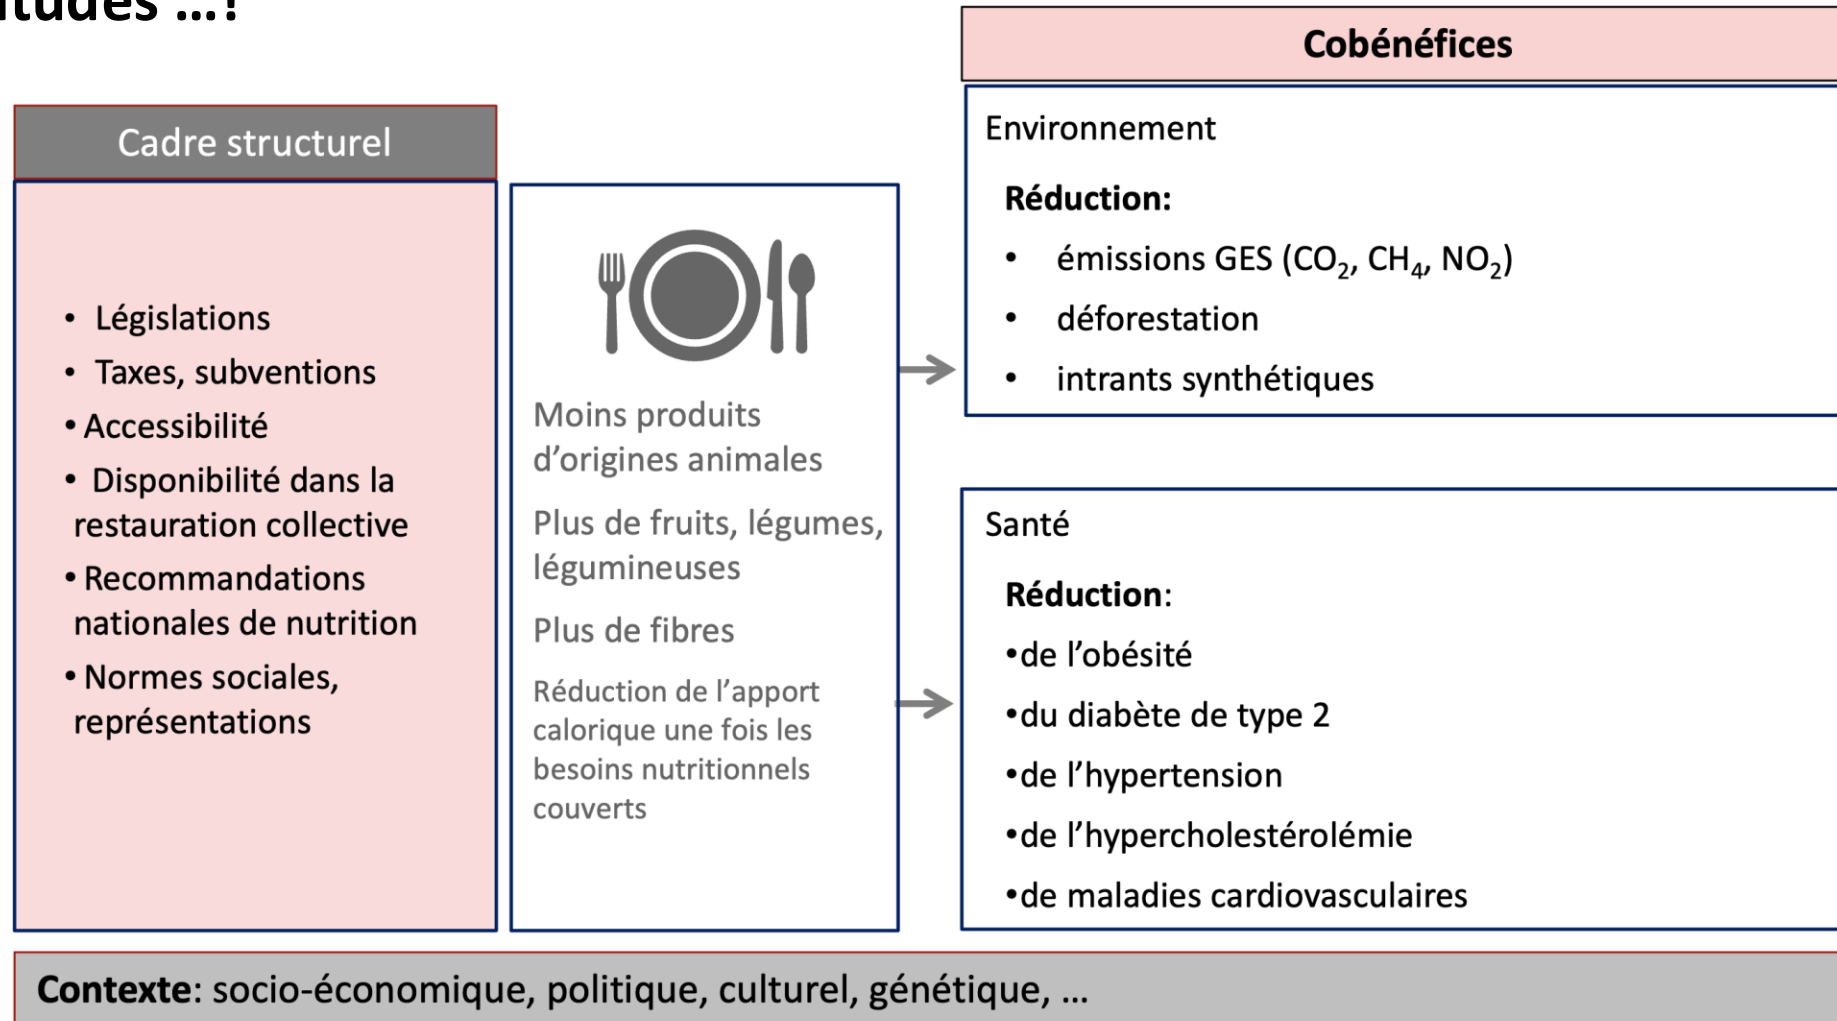 …!
Cadre structurel
• Législations
• Taxes, subventions
• Accessibilité
• Disponibilité dans la
restauration collective
• Recommandations
nationales de nutrition
• Normes sociales,
représentations
Moins produits
d’origines animales
Plus de fruits, légumes,
légumineuses
Plus de fibres
Réduction de l’apport
calorique une fois les
besoins nutritionnels
couverts
Cobénéfices
Environnement
Réduction:
• émissions GES (CO₂, CH₄, NO₂)
• déforestation
• intrants synthétiques
Santé
Réduction:
•de l’obésité
•du diabète de type 2
•de l’hypertension
•de l’hypercholestérolémie
•de maladies cardiovasculaires
Contexte: socio-économique, politique, culturel, génétique, …